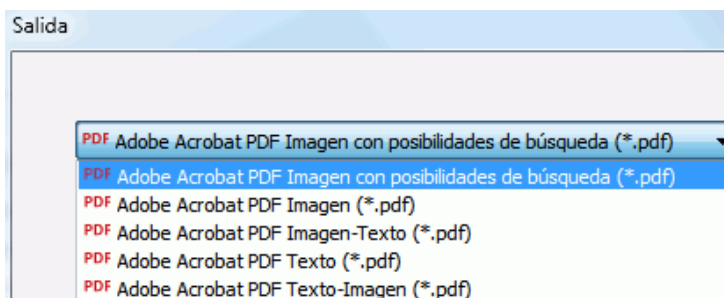 Salida
PDF Adobe Acrobat PDF Imagen con posibilidades de búsqueda (*.pdf)
PDF Adobe Acrobat PDF Imagen con posibilidades de búsqueda (*.pdf)
PDF Adobe Acrobat PDF Imagen (*.pdf)
PDF Adobe Acrobat PDF Imagen-Texto (*.pdf)
PDF Adobe Acrobat PDF Texto (*.pdf)
PDF Adobe Acrobat PDF Texto-Imagen (*.pdf)